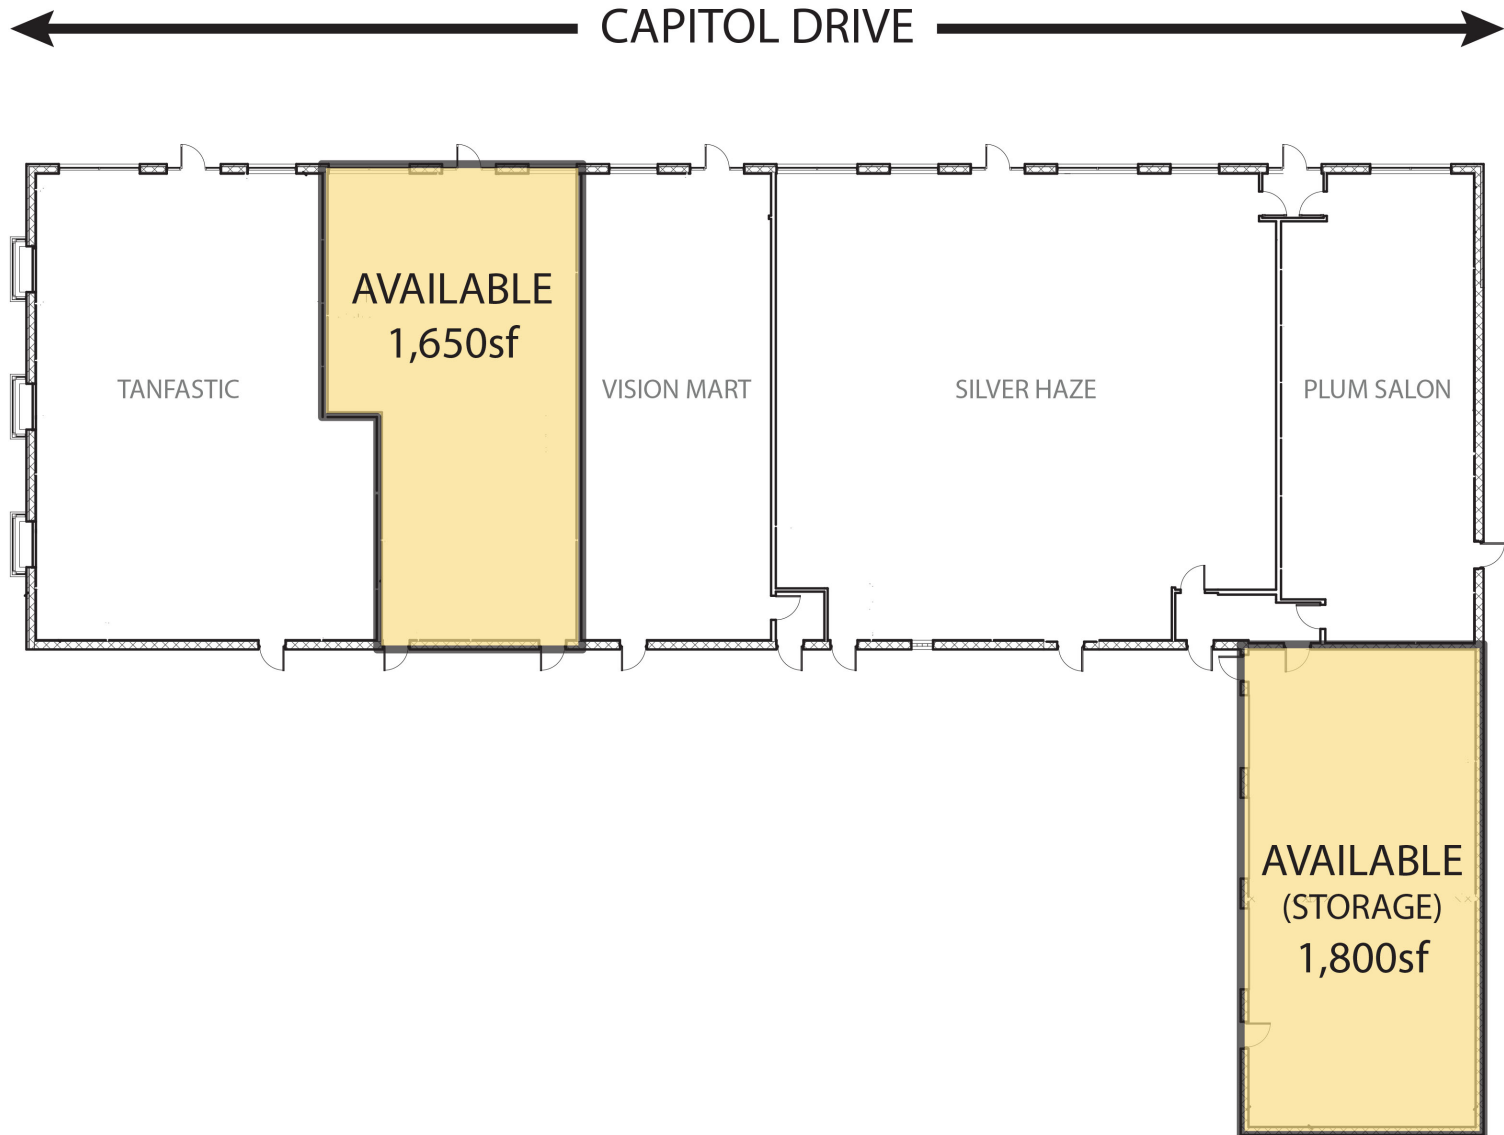 CAPITOL DRIVE
AVAILABLE
1,650sf
TANFASTIC
VISION MART
SILVER HAZE
PLUM SALON
AVAILABLE
(STORAGE)
1,800sf